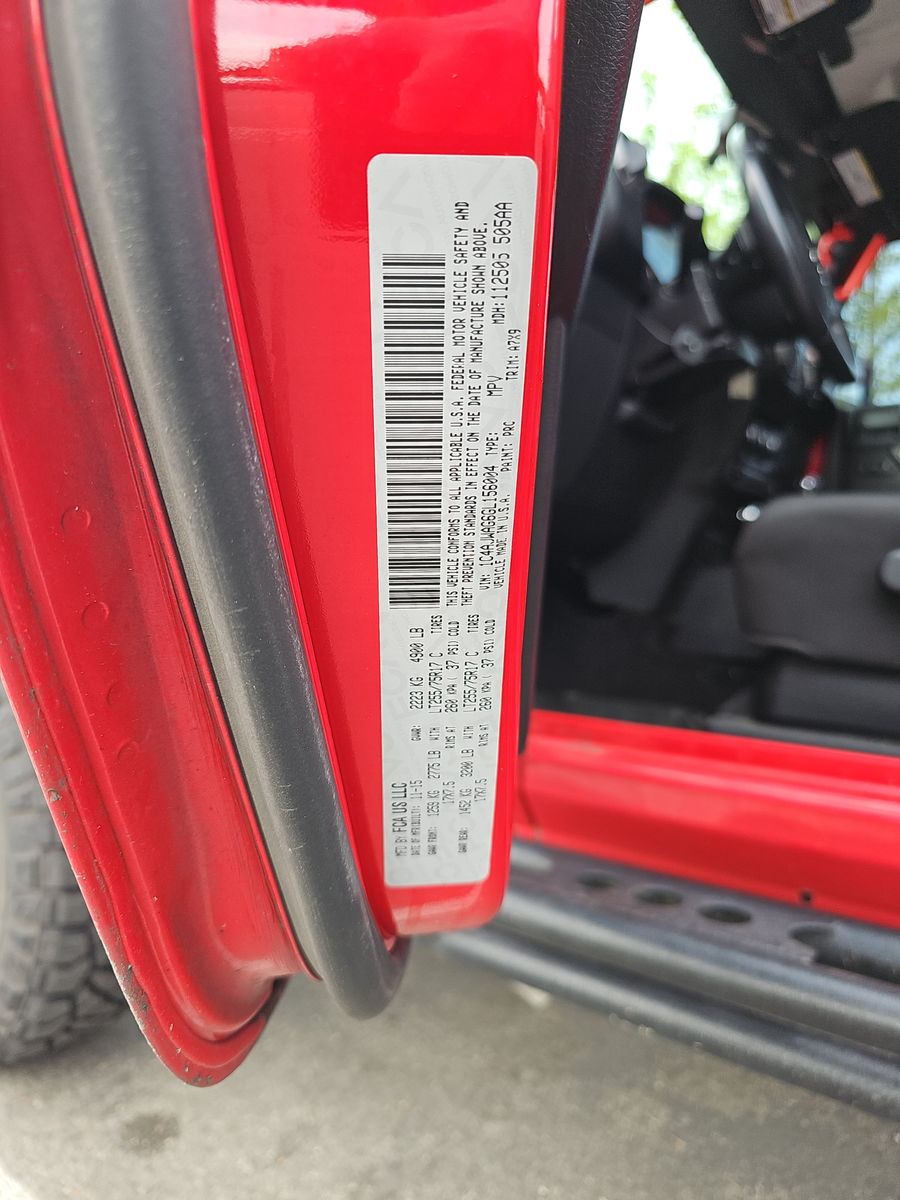 MFD BY FCA US LLC
DATE OF MFR(BUILT): 11-15 GVWR: 2223 KG 4900 LB
GAWR FRONT: 1259 KG 2775 LB WITH LT255/75R17 C TIRES
17X7.5 RIMS AT 260 KPA ( 37 PSI) COLD
GAWR REAR: 1452 KG 3200 LB WITH LT255/75R17 C TIRES
17X7.5 RIMS AT 260 KPA ( 37 PSI) COLD
THIS VEHICLE CONFORMS TO ALL APPLICABLE U.S.A. FEDERAL MOTOR VEHICLE SAFETY AND
THEFT PREVENTION STANDARDS IN EFFECT ON THE DATE OF MANUFACTURE SHOWN ABOVE.
VIN: 1C4AJWAG6GL156004 TYPE: MPV MDH: 112505 505AA
VEHICLE MADE IN U.S.A. PAINT: PRC TRIM: A7X9